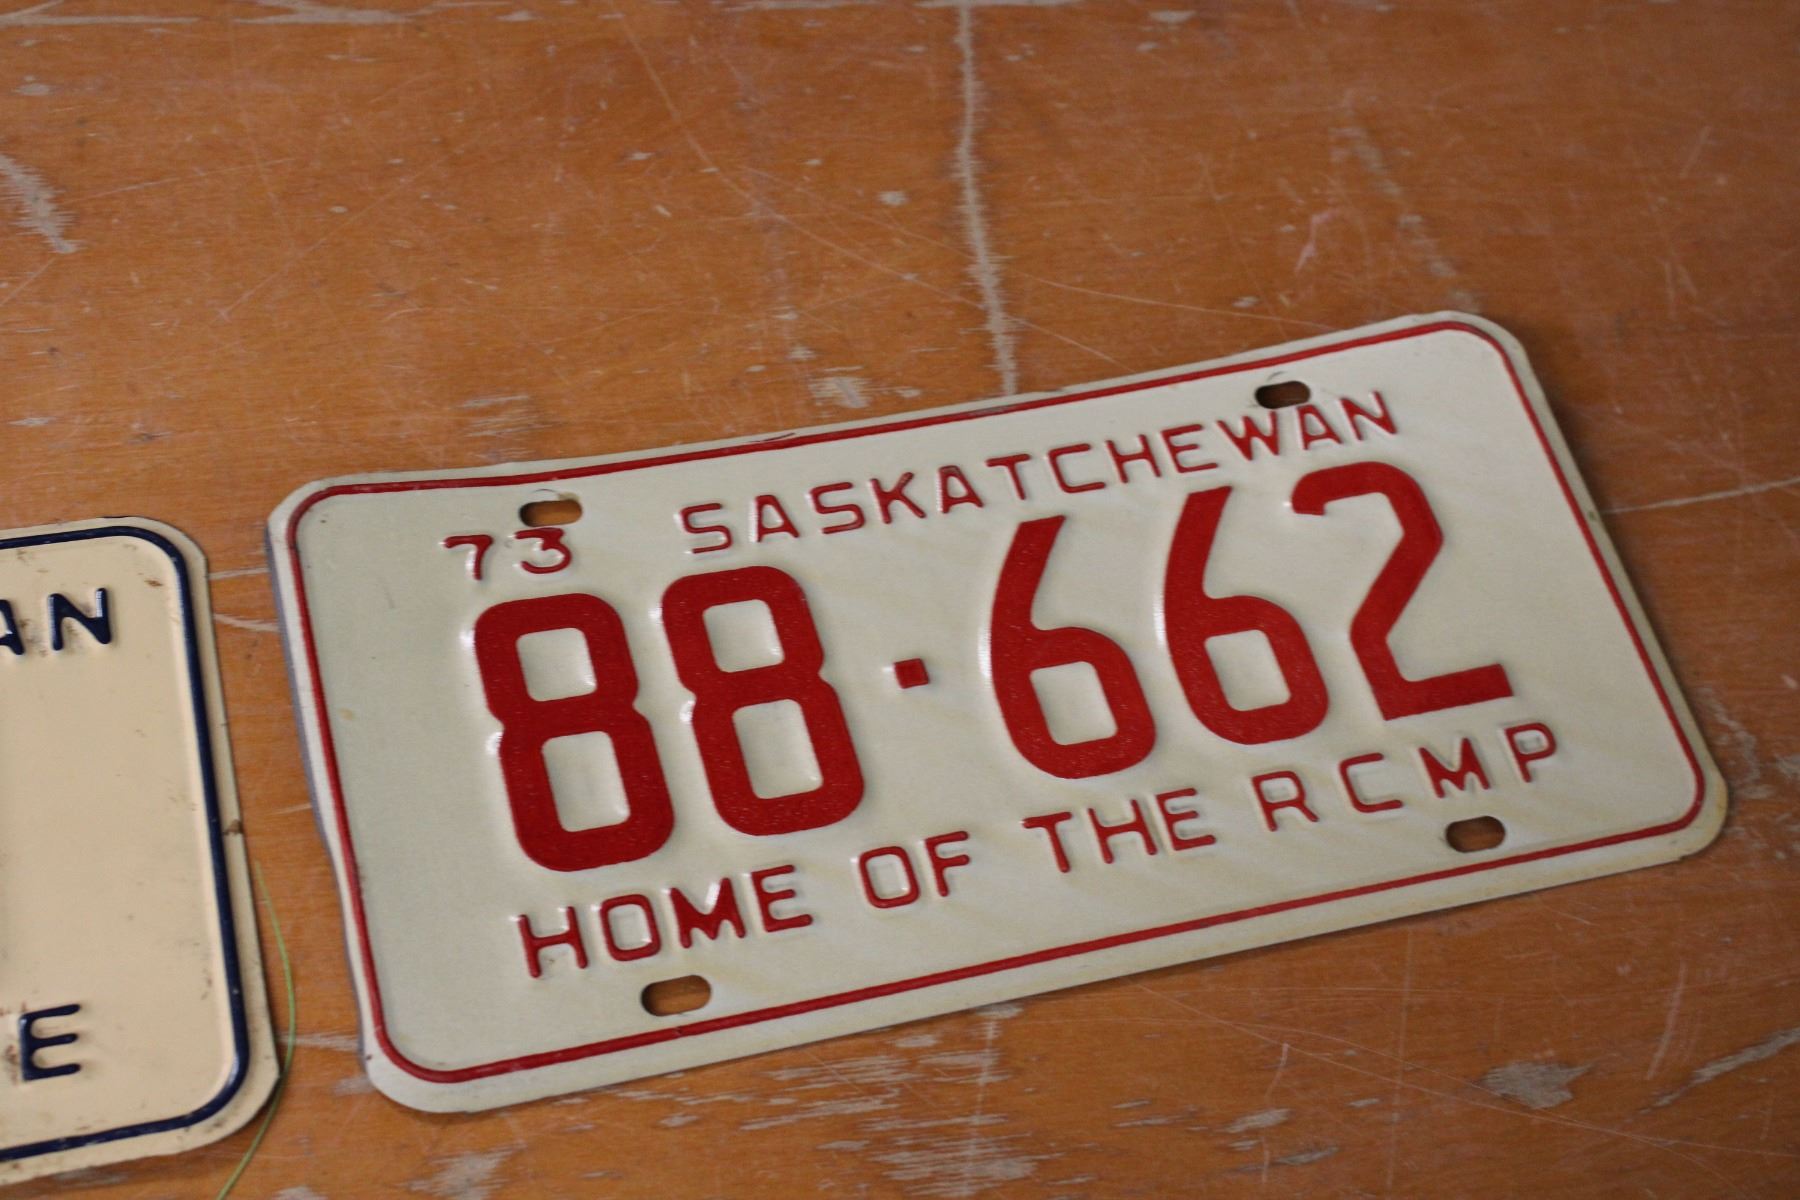 73 SASKATCHEWAN
88·662
HOME OF THE RCMP
AN
E